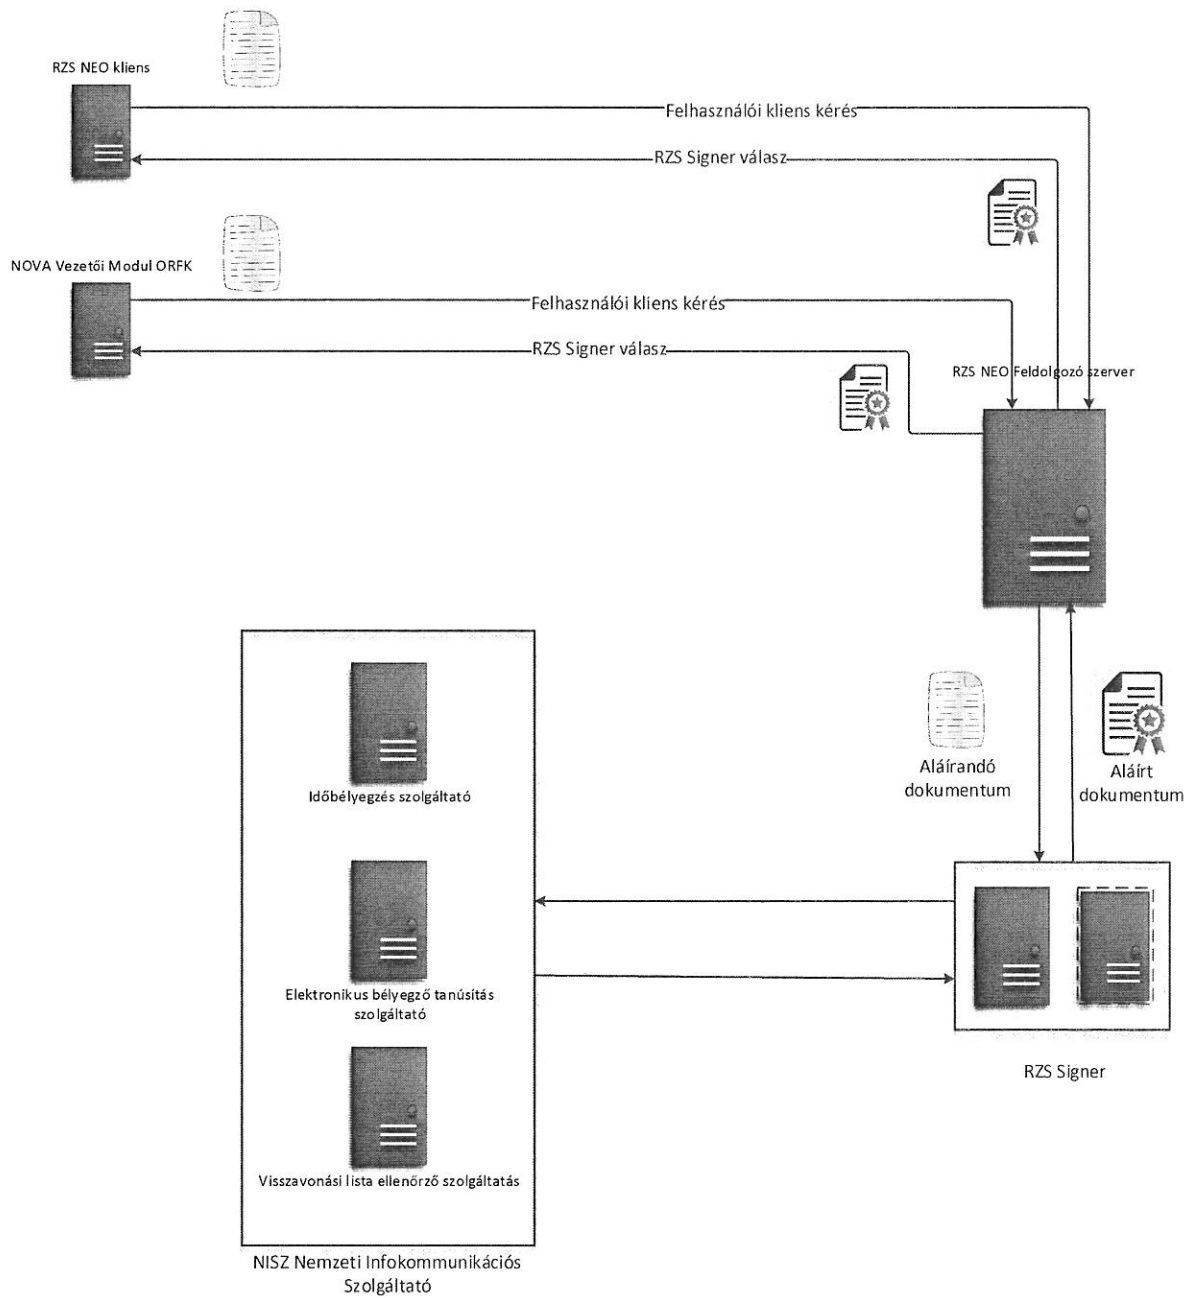 RZS NEO kliens
Felhasználói kliens kérés
RZS Signer válasz
NOVA Vezetői Modul ORFK
Felhasználói kliens kérés
RZS Signer válasz
RZS NEO Feldolgozó szerver
Aláírandó
dokumentum
Aláírt
dokumentum
Időbélyegzés szolgáltató
Elektronikus bélyegző tanúsítás
szolgáltató
RZS Signer
Visszavonási lista ellenőrző szolgáltatás
NISZ Nemzeti Infokommunikációs
Szolgáltató